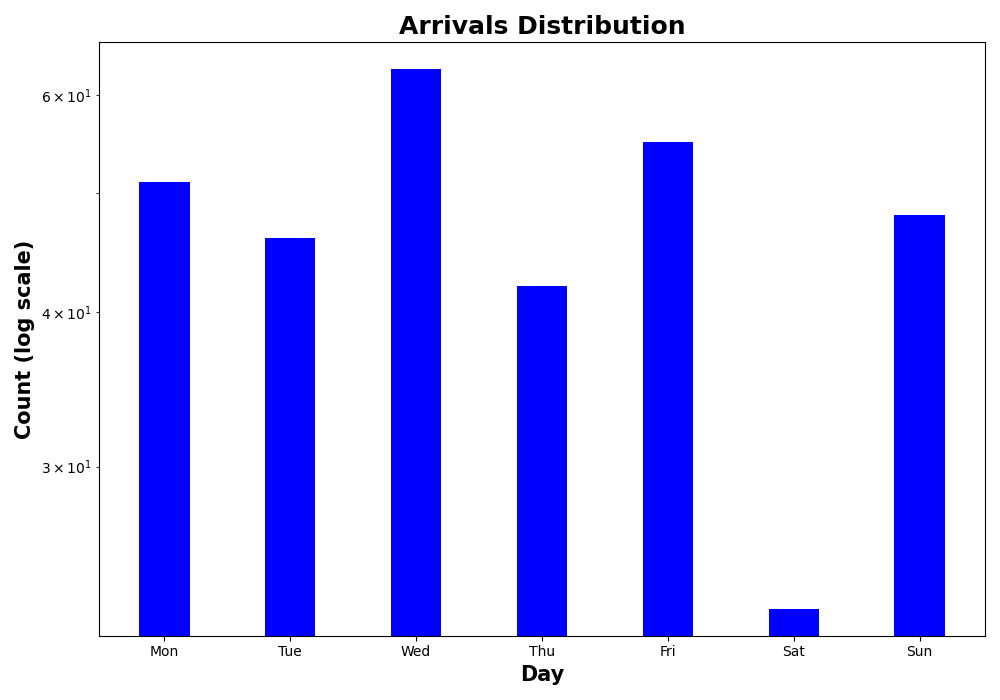 Arrivals Distribution
6 × 10¹
4 × 10¹
3 × 10¹
Count (log scale)
Mon Tue Wed Thu Fri Sat Sun
Day